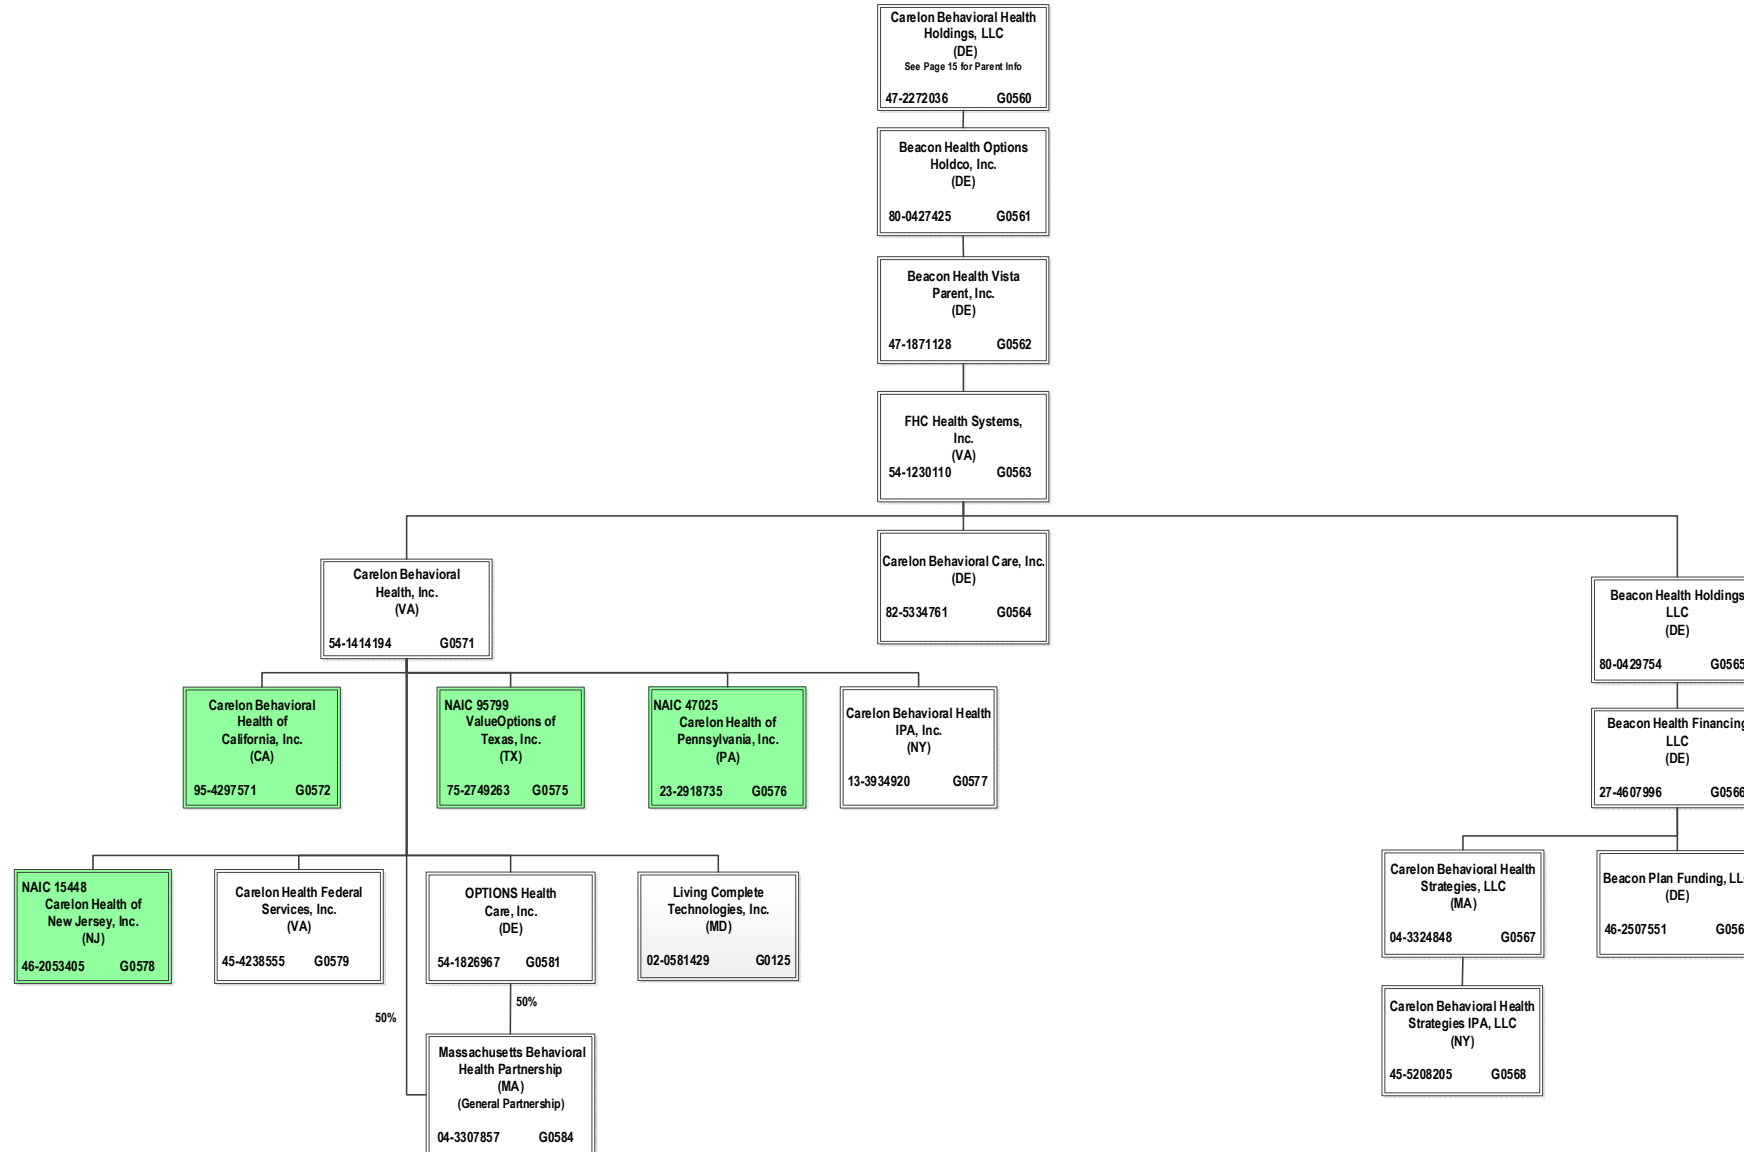 Carelon Behavioral Health
Holdings, LLC
(DE)
See Page 15 for Parent Info
47-2272036 G0560
Beacon Health Options
Holdco, Inc.
(DE)
80-0427425 G0561
Beacon Health Vista
Parent, Inc.
(DE)
47-1871128 G0562
FHC Health Systems,
Inc.
(VA)
54-1230110 G0563
Carelon Behavioral
Health, Inc.
(VA)
54-1414194 G0571
Carelon Behavioral Care, Inc.
(DE)
82-5334761 G0564
Beacon Health Holdings
LLC
(DE)
80-0429754 G0565
Carelon Behavioral
Health of
California, Inc.
(CA)
95-4297571 G0572
NAIC 95799
ValueOptions of
Texas, Inc.
(TX)
75-2749263 G0575
NAIC 47025
Carelon Health of
Pennsylvania, Inc.
(PA)
23-2918735 G0576
Carelon Behavioral Health
IPA, Inc.
(NY)
13-3934920 G0577
Beacon Health Financing
LLC
(DE)
27-4607996 G0566
NAIC 15448
Carelon Health of
New Jersey, Inc.
(NJ)
46-2053405 G0578
Carelon Health Federal
Services, Inc.
(VA)
45-4238555 G0579
OPTIONS Health
Care, Inc.
(DE)
54-1826967 G0581
Living Complete
Technologies, Inc.
(MD)
02-0581429 G0125
Carelon Behavioral Health
Strategies, LLC
(MA)
04-3324848 G0567
Beacon Plan Funding,
(DE)
46-2507551
50%
50%
Massachusetts Behavioral
Health Partnership
(MA)
(General Partnership)
04-3307857 G0584
Carelon Behavioral Health
Strategies IPA, LLC
(NY)
45-5208205 G0568